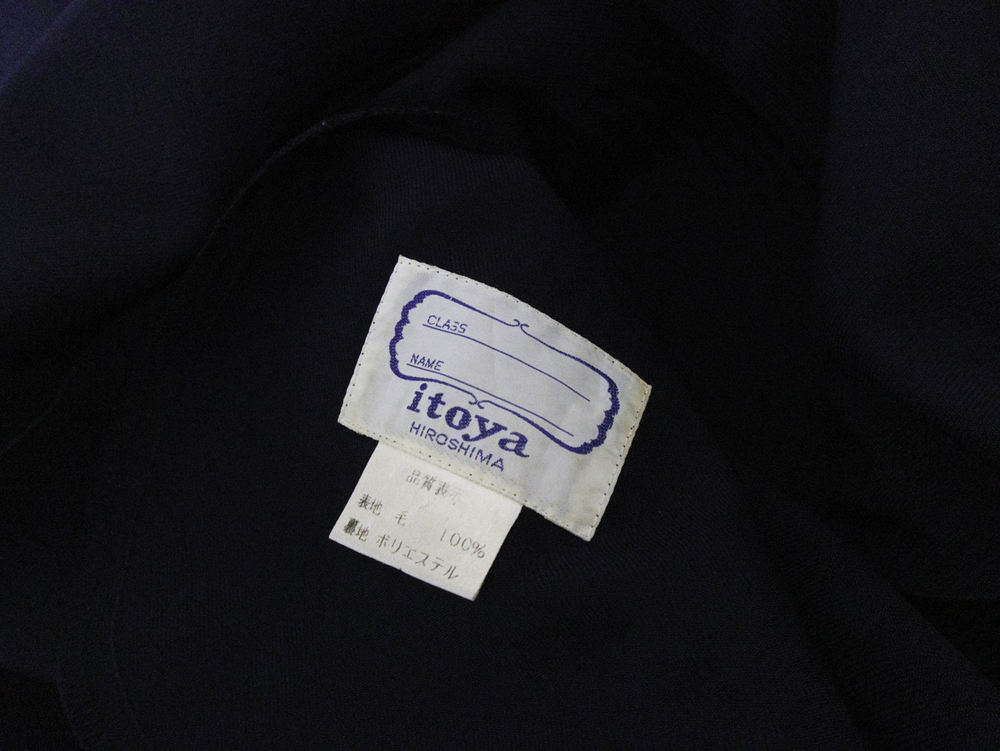 CLASS
NAME
itoya
HIROSHIMA
品質表示
表地 毛 100%
裏地 ポリエステル